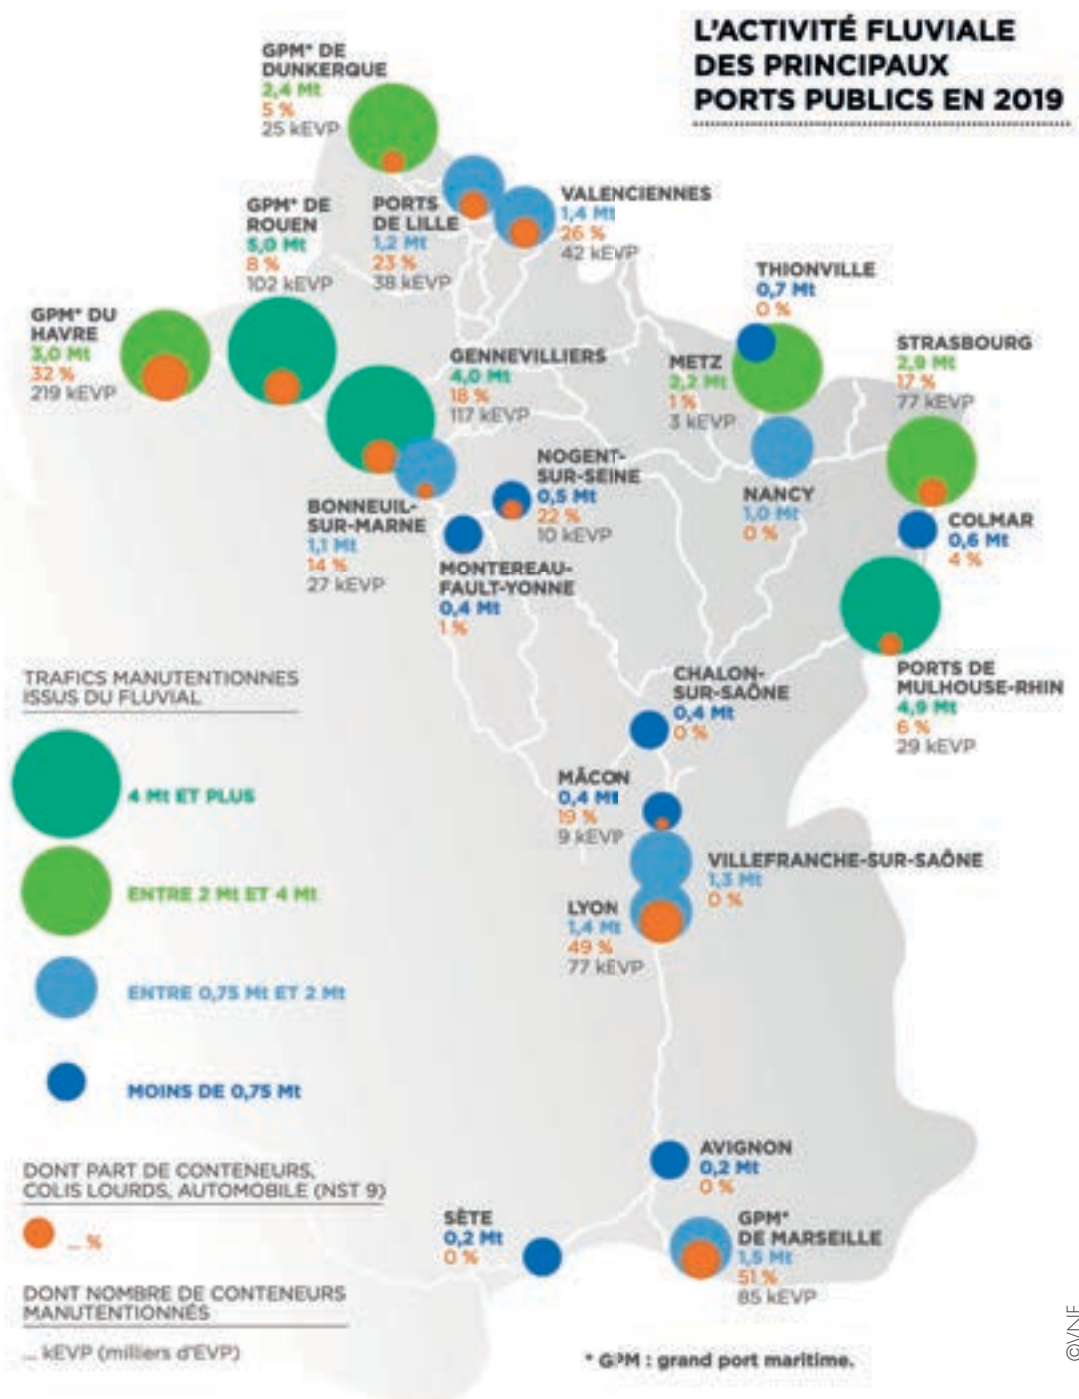 L'ACTIVITÉ FLUVIALE
DES PRINCIPAUX
PORTS PUBLICS EN 2019
GPM* DE
DUNKERQUE
2,4 Mt
5 %
25 kEVP
GPM* DE
ROUEN
5,0 Mt
8 %
102 kEVP
PORTS
DE LILLE
1,2 Mt
23 %
38 kEVP
VALENCIENNES
1,4 Mt
26 %
42 kEVP
THIONVILLE
0,7 Mt
0 %
GPM* DU
HAVRE
3,0 Mt
32 %
219 kEVP
GENNEVILLIERS
4,0 Mt
18 %
117 kEVP
METZ
2,2 Mt
1 %
3 kEVP
STRASBOURG
2,9 Mt
17 %
77 kEVP
NOGENT-
SUR-SEINE
0,5 Mt
22 %
10 kEVP
BONNEUIL-
SUR-MARNE
1,1 Mt
14 %
27 kEVP
NANCY
1,0 Mt
0 %
COLMAR
0,6 Mt
4 %
MONTEREAU-
FAULT-YONNE
0,4 Mt
1 %
PORTS DE
MULHOUSE-RHIN
4,9 Mt
6 %
29 kEVP
CHALON-
SUR-SAÔNE
0,4 Mt
0 %
MÂCON
0,4 Mt
19 %
9 kEVP
VILLEFRANCHE-SUR-SAÔNE
1,3 Mt
0 %
LYON
1,4 Mt
49 %
77 kEVP
AVIGNON
0,2 Mt
0 %
SÈTE
0,2 Mt
0 %
GPM*
DE MARSEILLE
1,5 Mt
51 %
85 kEVP
TRAFICS MANUTENTIONNES
ISSUS DU FLUVIAL
4 Mt ET PLUS
ENTRE 2 Mt ET 4 Mt
ENTRE 0,75 Mt ET 2 Mt
MOINS DE 0,75 Mt
DONT PART DE CONTENEURS,
COLIS LOURDS, AUTOMOBILE (NST 9)
... %
DONT NOMBRE DE CONTENEURS
MANUTENTIONNÉS
... kEVP (milliers d'EVP)
* GPM : grand port maritime.
©VNF